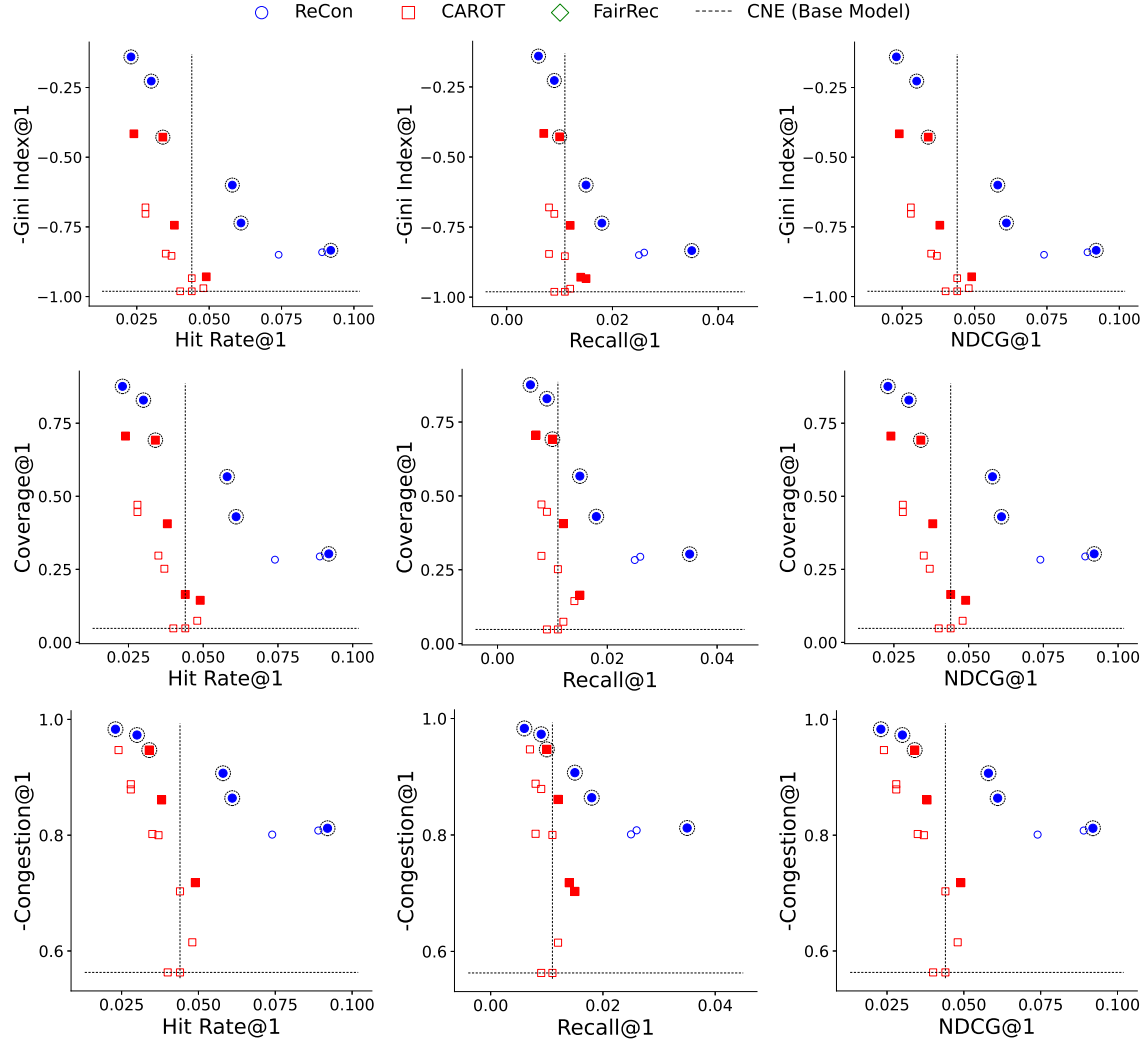 ReCon CAROT FairRec CNE (Base Model)
-Gini Index@1
−0.25
−0.50
−0.75
−1.00
0.025 0.050 0.075 0.100
Hit Rate@1
-Gini Index@1
−0.25
−0.50
−0.75
−1.00
0.00 0.02 0.04
Recall@1
-Gini Index@1
−0.25
−0.50
−0.75
−1.00
0.025 0.050 0.075 0.100
NDCG@1
Coverage@1
0.75
0.50
0.25
0.00
0.025 0.050 0.075 0.100
Hit Rate@1
Coverage@1
0.75
0.50
0.25
0.00
0.00 0.02 0.04
Recall@1
Coverage@1
0.75
0.50
0.25
0.00
0.025 0.050 0.075 0.100
NDCG@1
-Congestion@1
1.0
0.8
0.6
0.025 0.050 0.075 0.100
Hit Rate@1
-Congestion@1
1.0
0.8
0.6
0.00 0.02 0.04
Recall@1
-Congestion@1
1.0
0.8
0.6
0.025 0.050 0.075 0.100
NDCG@1